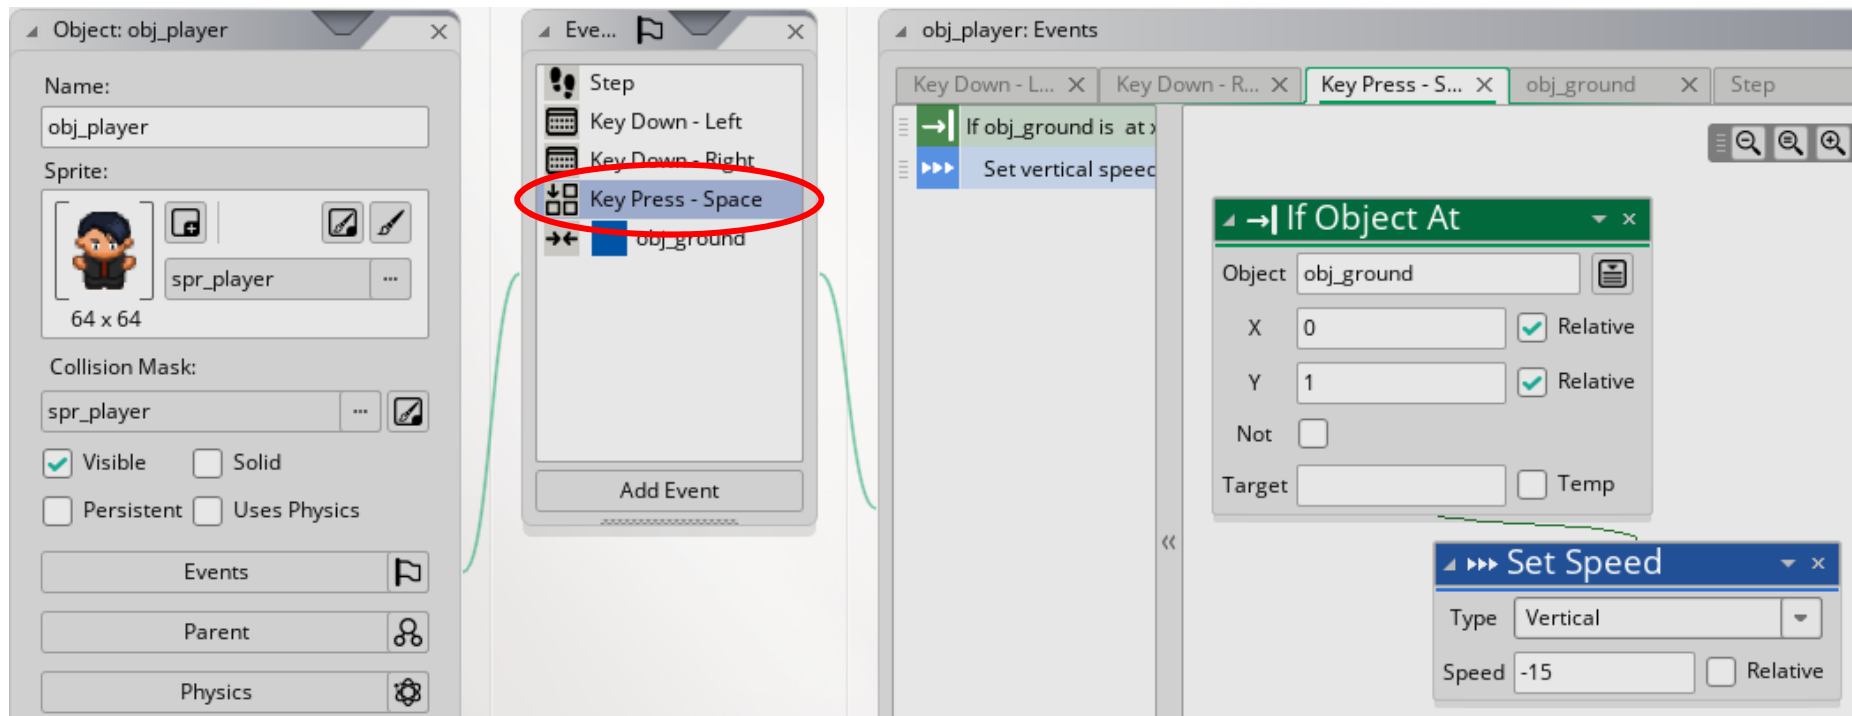 Object: obj_player
Name:
obj_player
Sprite:
spr_player
...
64 x 64
Collision Mask:
spr_player
...
Visible
Solid
Persistent
Uses Physics
Events
Parent
Physics
Eve...
Step
Key Down - Left
Key Down - Right
Key Press - Space
obj_ground
Add Event
obj_player: Events
Key Down - L...
Key Down - R...
Key Press - S...
obj_ground
Step
If obj_ground is at x
Set vertical speed
If Object At
Object obj_ground
X 0 Relative
Y 1 Relative
Not
Target Temp
Set Speed
Type Vertical
Speed -15 Relative